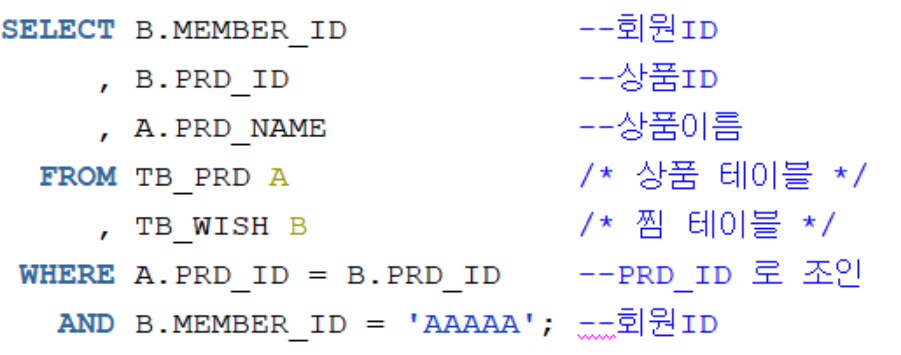 SELECT B.MEMBER_ID --회원ID
, B.PRD_ID --상품ID
, A.PRD_NAME --상품이름
FROM TB_PRD A /* 상품 테이블 */
, TB_WISH B /* 찜 테이블 */
WHERE A.PRD_ID = B.PRD_ID --PRD_ID 로 조인
AND B.MEMBER_ID = 'AAAAA'; --회원ID